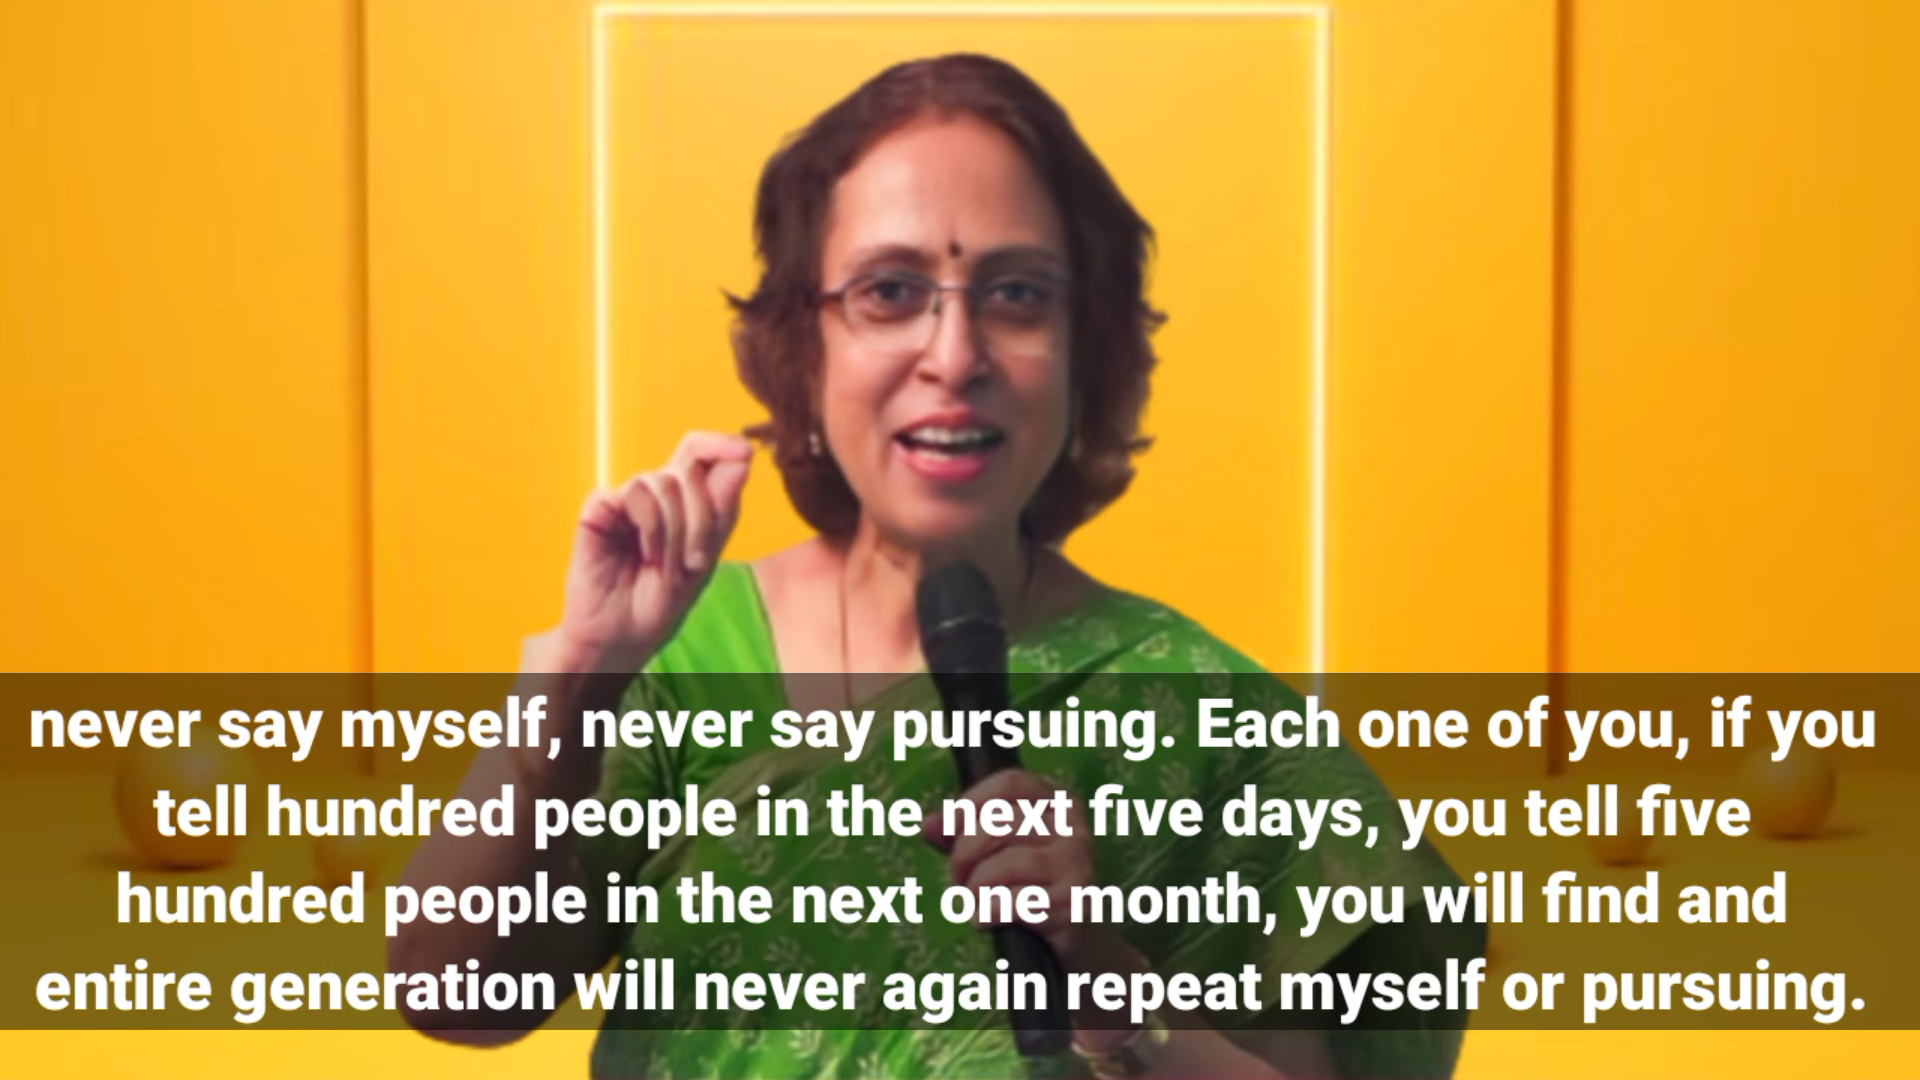 never say myself, never say pursuing. Each one of you, if you
tell hundred people in the next five days, you tell five
hundred people in the next one month, you will find and
entire generation will never again repeat myself or pursuing.